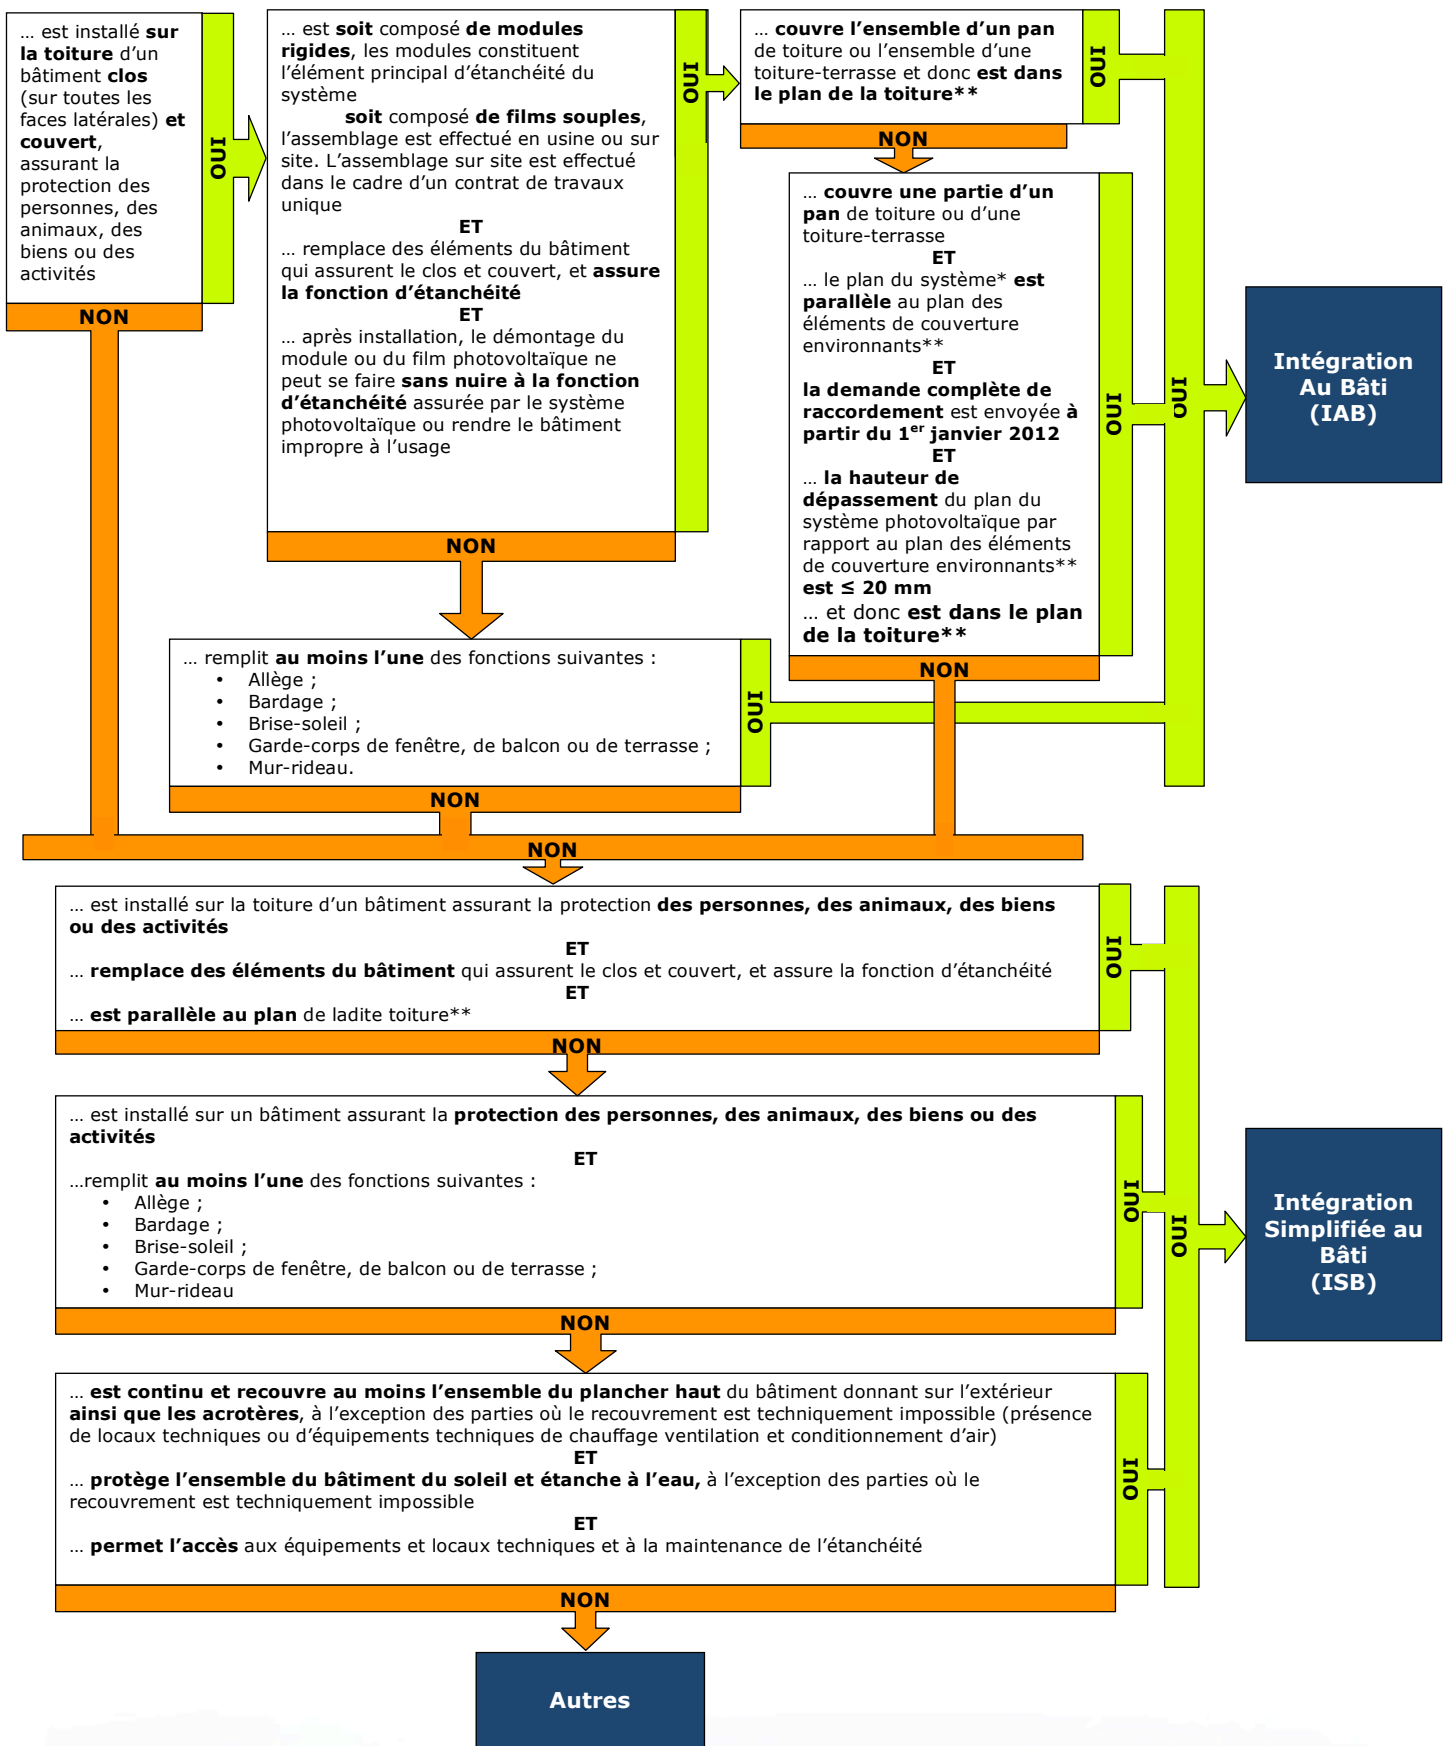 … est installé sur
la toiture d’un
bâtiment clos
(sur toutes les
faces latérales) et
couvert,
assurant la
protection des
personnes, des
animaux, des
biens ou des
activités
OUI
NON
… est soit composé de modules
rigides, les modules constituent
l’élément principal d’étanchéité du
système
soit composé de films souples,
l’assemblage est effectué en usine ou sur
site. L’assemblage sur site est effectué
dans le cadre d’un contrat de travaux
unique
ET
… remplace des éléments du bâtiment
qui assurent le clos et couvert, et assure
la fonction d’étanchéité
ET
… après installation, le démontage du
module ou du film photovoltaïque ne
peut se faire sans nuire à la fonction
d’étanchéité assurée par le système
photovoltaïque ou rendre le bâtiment
impropre à l’usage
OUI
NON
… couvre l’ensemble d’un pan
de toiture ou l’ensemble d’une
toiture-terrasse et donc est dans
le plan de la toiture**
OUI
NON
… couvre une partie d’un
pan de toiture ou d’une
toiture-terrasse
ET
… le plan du système* est
parallèle au plan des
éléments de couverture
environnants**
ET
la demande complète de
raccordement est envoyée à
partir du 1er janvier 2012
ET
… la hauteur de
dépassement du plan du
système photovoltaïque par
rapport au plan des éléments
de couverture environnants**
est ≤ 20 mm
… et donc est dans le plan
de la toiture**
OUI
NON
OUI
Intégration
Au Bâti
(IAB)
… remplit au moins l’une des fonctions suivantes :
• Allège ;
• Bardage ;
• Brise-soleil ;
• Garde-corps de fenêtre, de balcon ou de terrasse ;
• Mur-rideau.
OUI
NON
NON
… est installé sur la toiture d’un bâtiment assurant la protection des personnes, des animaux, des biens
ou des activités
ET
… remplace des éléments du bâtiment qui assurent le clos et couvert, et assure la fonction d’étanchéité
ET
… est parallèle au plan de ladite toiture**
OUI
NON
… est installé sur un bâtiment assurant la protection des personnes, des animaux, des biens ou des
activités
ET
…remplit au moins l’une des fonctions suivantes :
• Allège ;
• Bardage ;
• Brise-soleil ;
• Garde-corps de fenêtre, de balcon ou de terrasse ;
• Mur-rideau
OUI
NON
OUI
Intégration
Simplifiée au
Bâti
(ISB)
… est continu et recouvre au moins l’ensemble du plancher haut du bâtiment donnant sur l’extérieur
ainsi que les acrotères, à l’exception des parties où le recouvrement est techniquement impossible (présence
de locaux techniques ou d’équipements techniques de chauffage ventilation et conditionnement d’air)
ET
… protège l’ensemble du bâtiment du soleil et étanche à l’eau, à l’exception des parties où le
recouvrement est techniquement impossible
ET
… permet l’accès aux équipements et locaux techniques et à la maintenance de l’étanchéité
OUI
NON
Autres